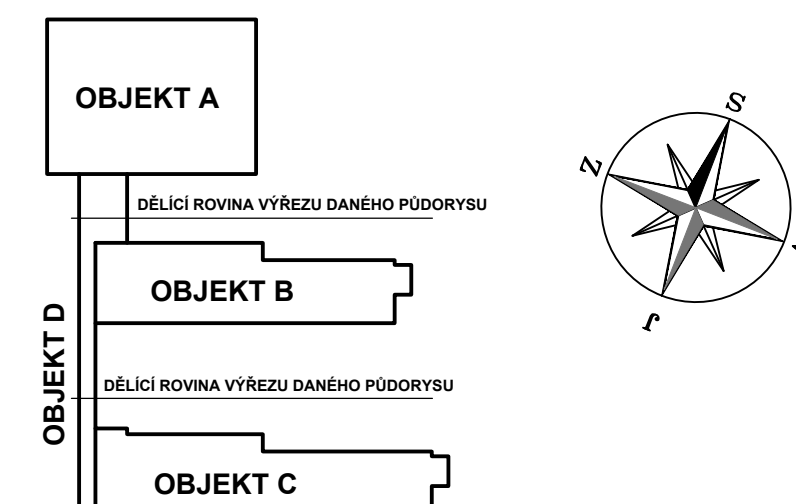 OBJEKT A
S
Z
DĚLÍCÍ ROVINA VÝŘEZU DANÉHO PŮDORYSU
OBJEKT B
J
OBJEKT D
DĚLÍCÍ ROVINA VÝŘEZU DANÉHO PŮDORYSU
OBJEKT C